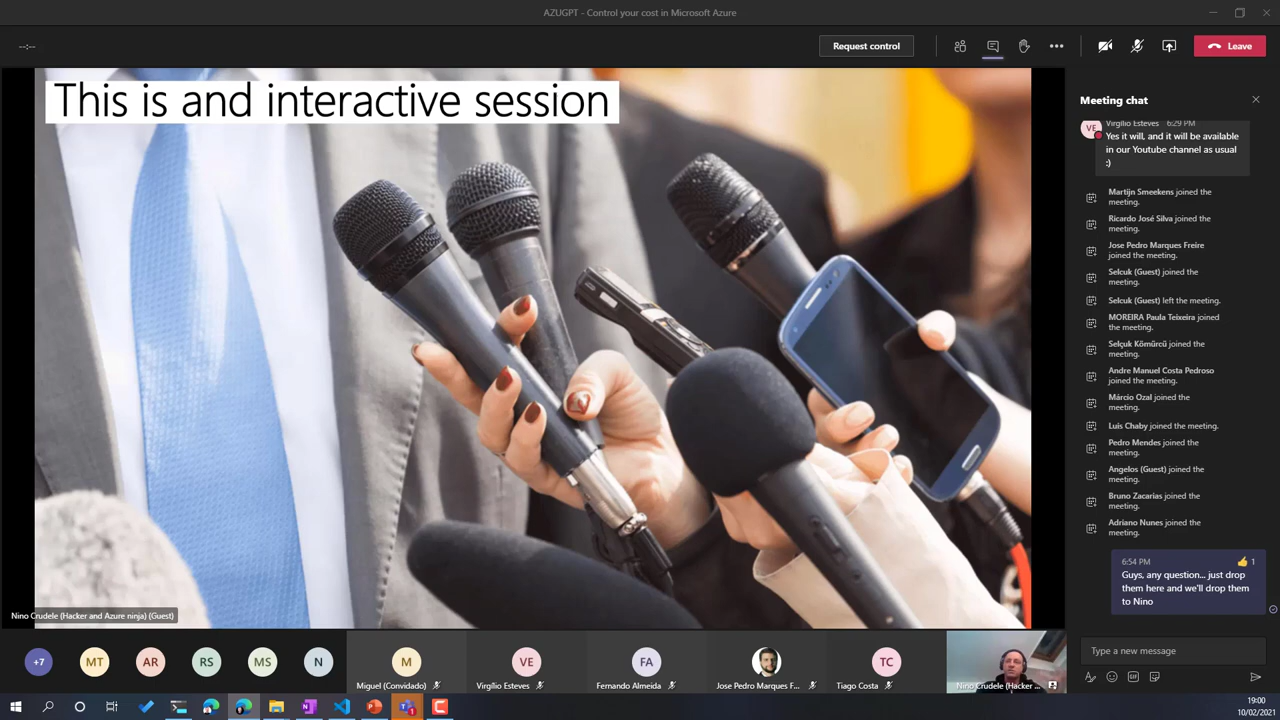 AZUGPT - Control your cost in Microsoft Azure
--:--
Request control
Leave
This is and interactive session
Meeting chat
VE
Virgílio Esteves 6:29 PM
Yes it will, and it will be available
in our Youtube channel as usual
:)
Martijn Smeekens joined the
meeting.
Ricardo José Silva joined the
meeting.
Jose Pedro Marques Freire
joined the meeting.
Selcuk (Guest) joined the
meeting.
Selcuk (Guest) left the meeting.
MOREIRA Paula Teixeira joined
the meeting.
Selçuk Kömürcü joined the
meeting.
Andre Manuel Costa Pedroso
joined the meeting.
Márcio Ozal joined the
meeting.
Luis Chaby joined the meeting.
Pedro Mendes joined the
meeting.
Angelos (Guest) joined the
meeting.
Bruno Zacarias joined the
meeting.
Adriano Nunes joined the
meeting.
6:54 PM 👍 1
Guys, any question... just drop
them here and we'll drop them
to Nino
Nino Crudele (Hacker and Azure ninja) (Guest)
+7 MT AR RS MS N M VE FA TC
Miguel (Convidado) Virgílio Esteves Fernando Almeida Jose Pedro Marques F... Tiago Costa Nino Crudele (Hacker ...
Type a new message
GIF
19:00
10/02/2021